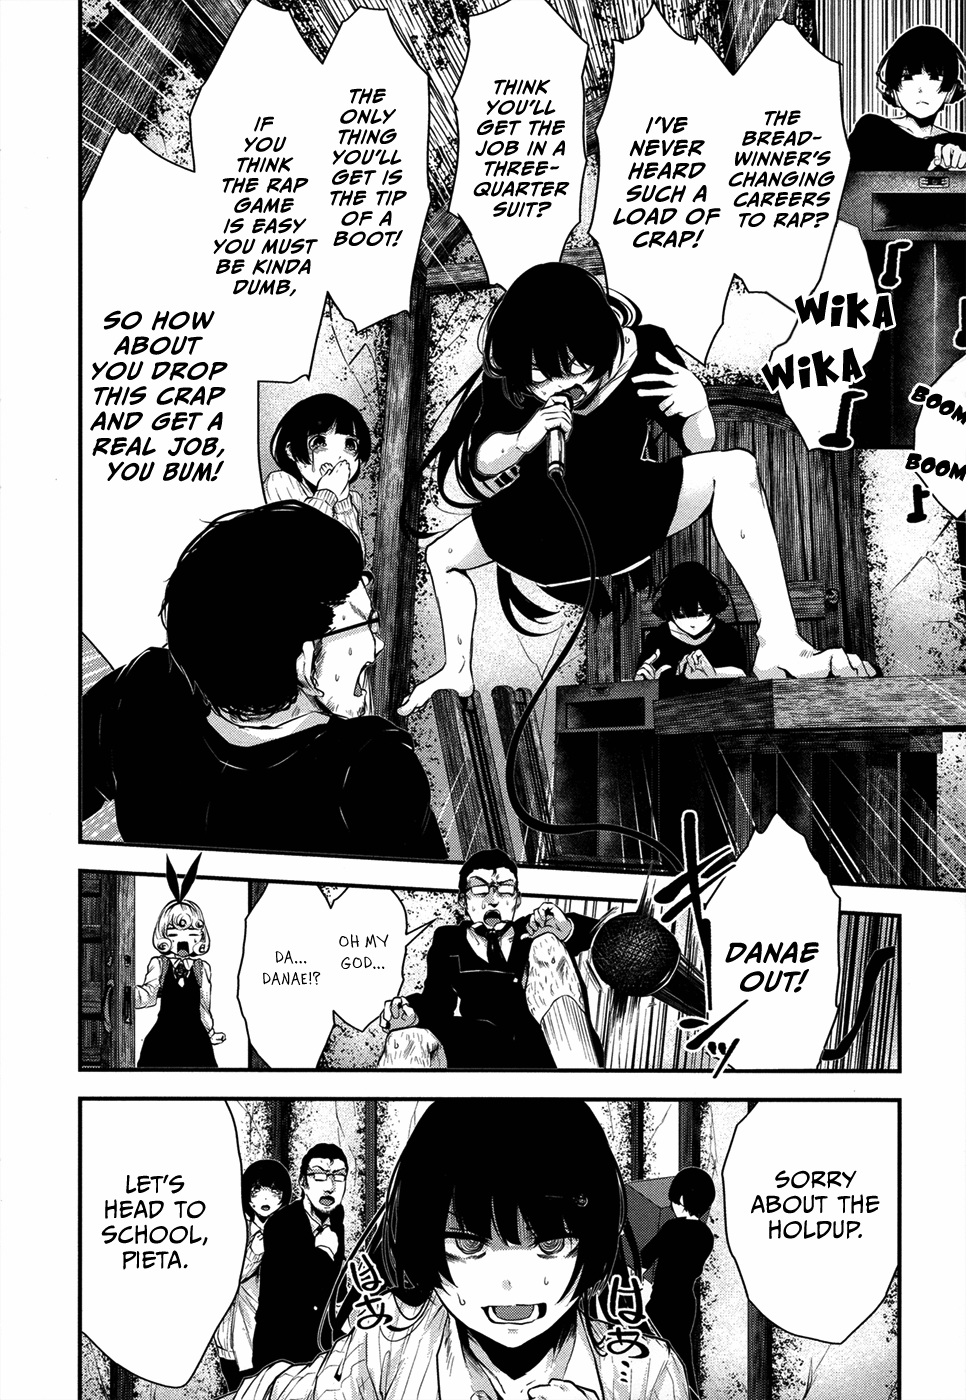 THE
BREAD-
WINNER'S
CHANGING
CAREERS
TO RAP?
I'VE
NEVER
HEARD
SUCH A
LOAD OF
CRAP!
THINK
YOU'LL
GET THE
JOB IN A
THREE-
QUARTER
SUIT?
THE
ONLY
THING
YOU'LL
GET IS
THE TIP
OF A
BOOT!
IF
YOU
THINK
THE RAP
GAME
IS EASY
YOU MUST
BE KINDA
DUMB,
SO HOW
ABOUT
YOU DROP
THIS CRAP
AND GET A
REAL JOB,
YOU BUM!
WIKA
WIKA
BOOM
BOOM
DANAE
OUT!
OH MY
GOD...
DA...
DANAE!?
SORRY
ABOUT THE
HOLDUP.
LET'S
HEAD TO
SCHOOL,
PIETA.
はぁ…
はぁ